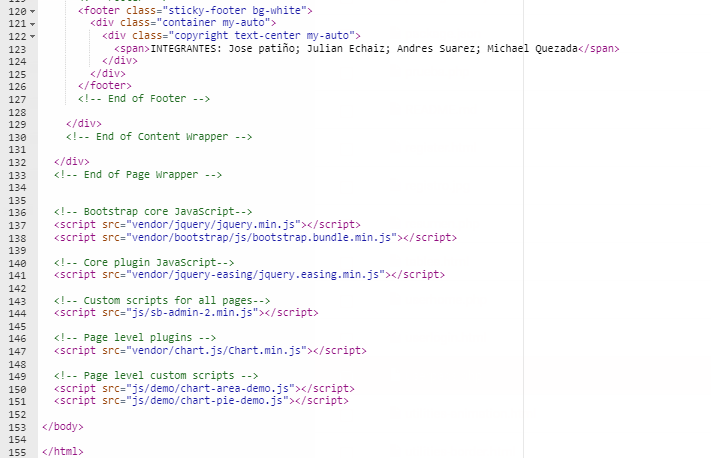 120 <footer class="sticky-footer bg-white">
121 <div class="container my-auto">
122 <div class="copyright text-center my-auto">
123 <span>INTEGRANTES: Jose patiño; Julian Echaiz; Andres Suarez; Michael Quezada</span>
124 </div>
125 </div>
126 </footer>
127 <!-- End of Footer -->
128
129 </div>
130 <!-- End of Content Wrapper -->
131
132 </div>
133 <!-- End of Page Wrapper -->
134
135
136 <!-- Bootstrap core JavaScript-->
137 <script src="vendor/jquery/jquery.min.js"></script>
138 <script src="vendor/bootstrap/js/bootstrap.bundle.min.js"></script>
139
140 <!-- Core plugin JavaScript-->
141 <script src="vendor/jquery-easing/jquery.easing.min.js"></script>
142
143 <!-- Custom scripts for all pages-->
144 <script src="js/sb-admin-2.min.js"></script>
145
146 <!-- Page level plugins -->
147 <script src="vendor/chart.js/Chart.min.js"></script>
148
149 <!-- Page level custom scripts -->
150 <script src="js/demo/chart-area-demo.js"></script>
151 <script src="js/demo/chart-pie-demo.js"></script>
152
153 </body>
154
155 </html>